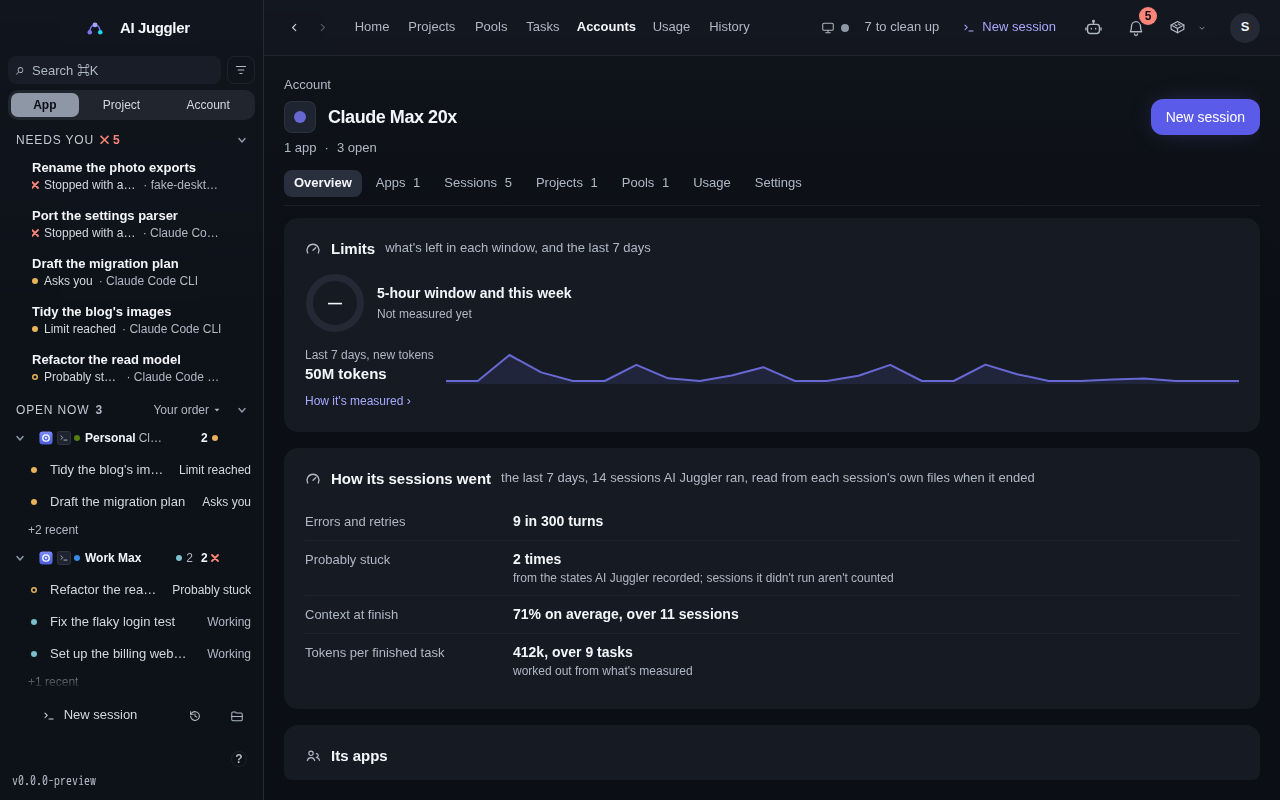 AI Juggler
Search ⌘K
App Project Account
NEEDS YOU 5
Rename the photo exports
Stopped with a… · fake-deskt…
Port the settings parser
Stopped with a… · Claude Co…
Draft the migration plan
Asks you · Claude Code CLI
Tidy the blog's images
Limit reached · Claude Code CLI
Refactor the read model
Probably st… · Claude Code …
OPEN NOW 3 Your order
Personal Cl… 2
Tidy the blog's im… Limit reached
Draft the migration plan Asks you
+2 recent
Work Max 2 2
Refactor the rea… Probably stuck
Fix the flaky login test Working
Set up the billing web… Working
+1 recent
New session
?
v0.0.0-preview
Home Projects Pools Tasks Accounts Usage History 7 to clean up New session 5 S
Account
Claude Max 20x
New session
1 app · 3 open
Overview Apps 1 Sessions 5 Projects 1 Pools 1 Usage Settings
Limits what's left in each window, and the last 7 days
— 5-hour window and this week
Not measured yet
Last 7 days, new tokens
50M tokens
How it's measured ›
How its sessions went the last 7 days, 14 sessions AI Juggler ran, read from each session's own files when it ended
Errors and retries 9 in 300 turns
Probably stuck 2 times
from the states AI Juggler recorded; sessions it didn't run aren't counted
Context at finish 71% on average, over 11 sessions
Tokens per finished task 412k, over 9 tasks
worked out from what's measured
Its apps